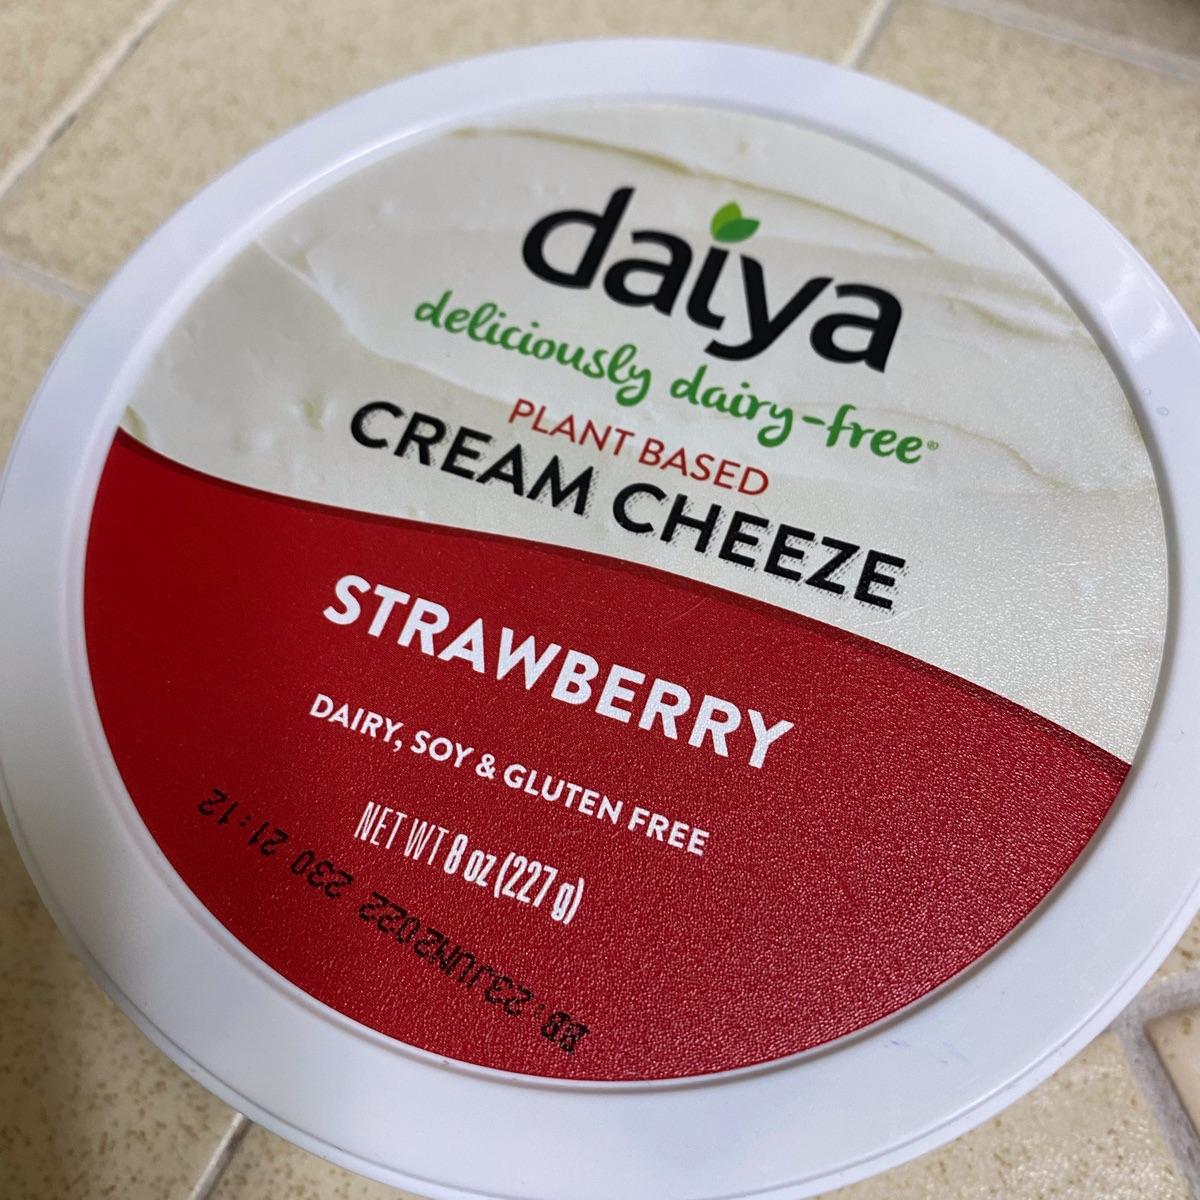 daiya
deliciously dairy-free®
PLANT BASED
CREAM CHEEZE
STRAWBERRY
DAIRY, SOY & GLUTEN FREE
NET WT 8 oz (227 g)
BB:23JUN2022 230 21:12